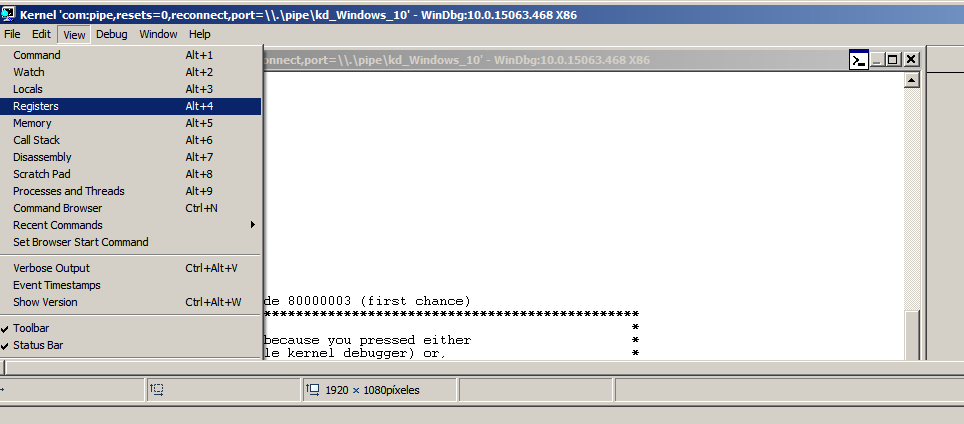 Kernel 'com:pipe,resets=0,reconnect,port=\\.\pipe\kd_Windows_10' - WinDbg:10.0.15063.468 X86
File Edit View Debug Window Help
onnect,port=\\.\pipe\kd_Windows_10' - WinDbg:10.0.15063.468 X86
Command Alt+1
Watch Alt+2
Locals Alt+3
Registers Alt+4
Memory Alt+5
Call Stack Alt+6
Disassembly Alt+7
Scratch Pad Alt+8
Processes and Threads Alt+9
Command Browser Ctrl+N
Recent Commands
Set Browser Start Command
Verbose Output Ctrl+Alt+V
Event Timestamps
Show Version Ctrl+Alt+W
Toolbar
Status Bar
de 80000003 (first chance)
***********************************************
*
because you pressed either *
le kernel debugger) or, *
1920 × 1080píxeles